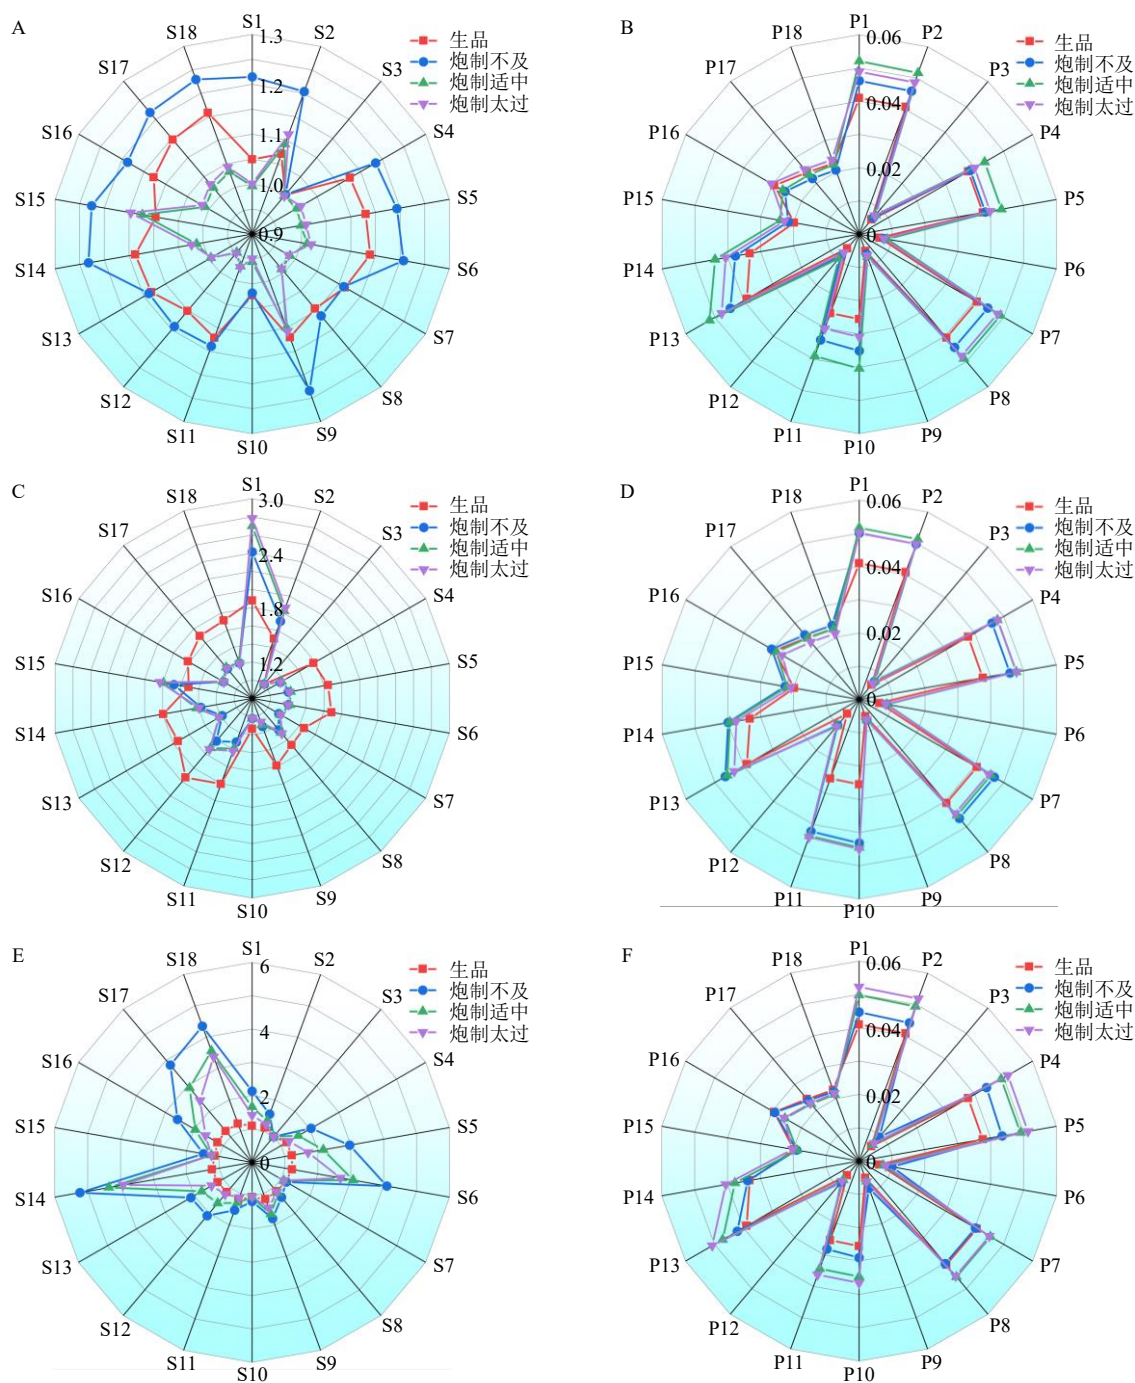 A
S1
S2
S3
S4
S5
S6
S7
S8
S9
S10
S11
S12
S13
S14
S15
S16
S17
S18
1.3
1.2
1.1
1.0
0.9
生品
炮制不及
炮制适中
炮制太过
B
P1
P2
P3
P4
P5
P6
P7
P8
P9
P10
P11
P12
P13
P14
P15
P16
P17
P18
0.06
0.04
0.02
0
生品
炮制不及
炮制适中
炮制太过
C
S1
S2
S3
S4
S5
S6
S7
S8
S9
S10
S11
S12
S13
S14
S15
S16
S17
S18
3.0
2.4
1.8
1.2
生品
炮制不及
炮制适中
炮制太过
D
P1
P2
P3
P4
P5
P6
P7
P8
P9
P10
P11
P12
P13
P14
P15
P16
P17
P18
0.06
0.04
0.02
0
生品
炮制不及
炮制适中
炮制太过
E
S1
S2
S3
S4
S5
S6
S7
S8
S9
S10
S11
S12
S13
S14
S15
S16
S17
S18
6
4
2
0
生品
炮制不及
炮制适中
炮制太过
F
P1
P2
P3
P4
P5
P6
P7
P8
P9
P10
P11
P12
P13
P14
P15
P16
P17
P18
0.06
0.04
0.02
0
生品
炮制不及
炮制适中
炮制太过